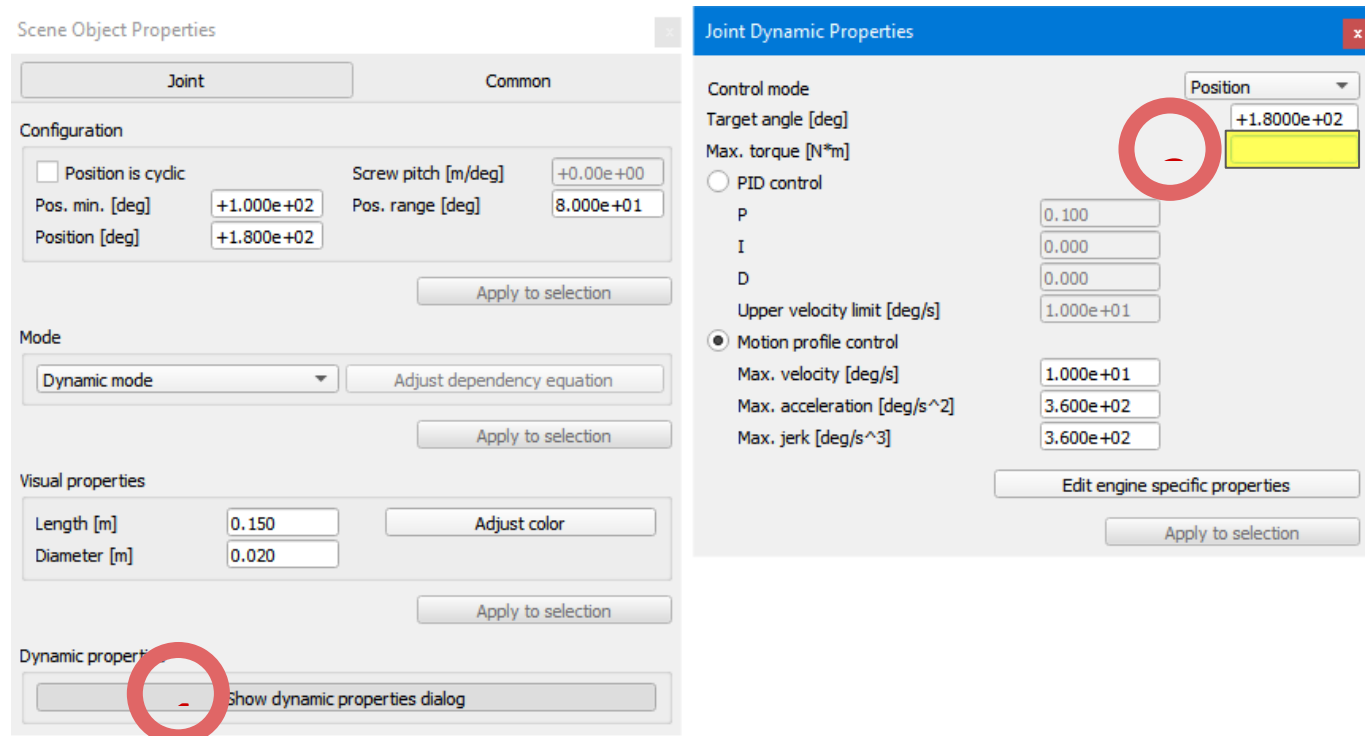 Scene Object Properties
x
Joint
Common
Configuration
Position is cyclic
Screw pitch [m/deg]
+0.00e+00
Pos. min. [deg]
+1.000e+02
Pos. range [deg]
8.000e+01
Position [deg]
+1.800e+02
Apply to selection
Mode
Dynamic mode
Adjust dependency equation
Apply to selection
Visual properties
Length [m]
0.150
Adjust color
Diameter [m]
0.020
Apply to selection
Dynamic
Show dynamic properties dialog
Joint Dynamic Properties
x
Control mode
Position
Target angle [deg]
+1.8000e+02
Max. torque [N*m]
PID control
P
0.100
I
0.000
D
0.000
Upper velocity limit [deg/s]
1.000e+01
Motion profile control
Max. velocity [deg/s]
1.000e+01
Max. acceleration [deg/s^2]
3.600e+02
Max. jerk [deg/s^3]
3.600e+02
Edit engine specific properties
Apply to selection